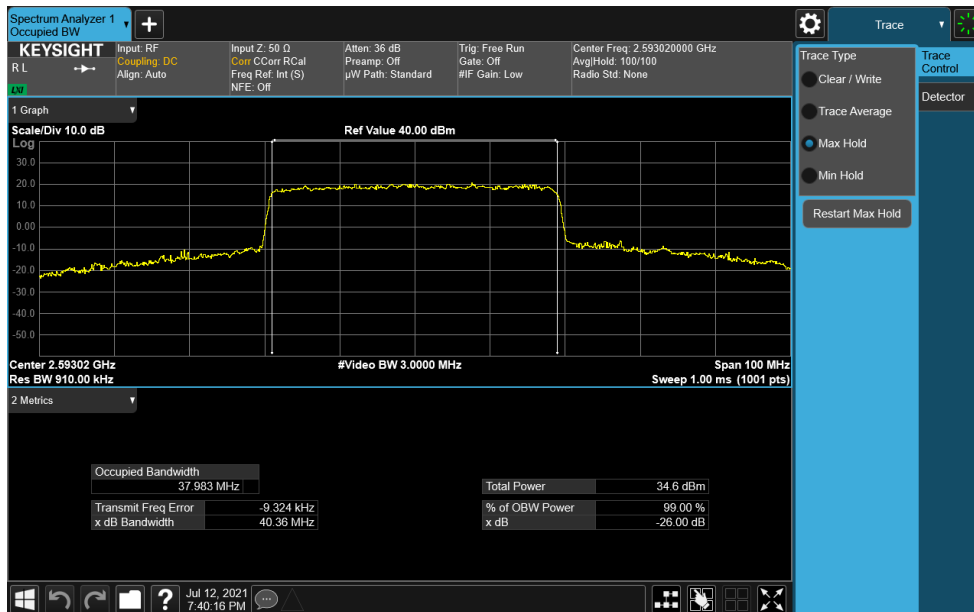 Spectrum Analyzer 1
Occupied BW
Trace
KEYSIGHT
R L
LXI
Input: RF
Coupling: DC
Align: Auto
Input Z: 50 Ω
Corr CCorr RCal
Freq Ref: Int (S)
NFE: Off
Atten: 36 dB
Preamp: Off
µW Path: Standard
Trig: Free Run
Gate: Off
#IF Gain: Low
Center Freq: 2.593020000 GHz
Avg|Hold: 100/100
Radio Std: None
Trace Type
Clear / Write
Trace Average
Max Hold
Min Hold
Restart Max Hold
Trace
Control
Detector
1 Graph
Scale/Div 10.0 dB
Ref Value 40.00 dBm
Log
30.0
20.0
10.0
0.00
-10.0
-20.0
-30.0
-40.0
-50.0
Center 2.59302 GHz
#Video BW 3.0000 MHz
Span 100 MHz
Res BW 910.00 kHz
Sweep 1.00 ms (1001 pts)
2 Metrics
Occupied Bandwidth
37.983 MHz
Transmit Freq Error -9.324 kHz
x dB Bandwidth 40.36 MHz
Total Power 34.6 dBm
% of OBW Power 99.00 %
x dB -26.00 dB
?
Jul 12, 2021
7:40:16 PM